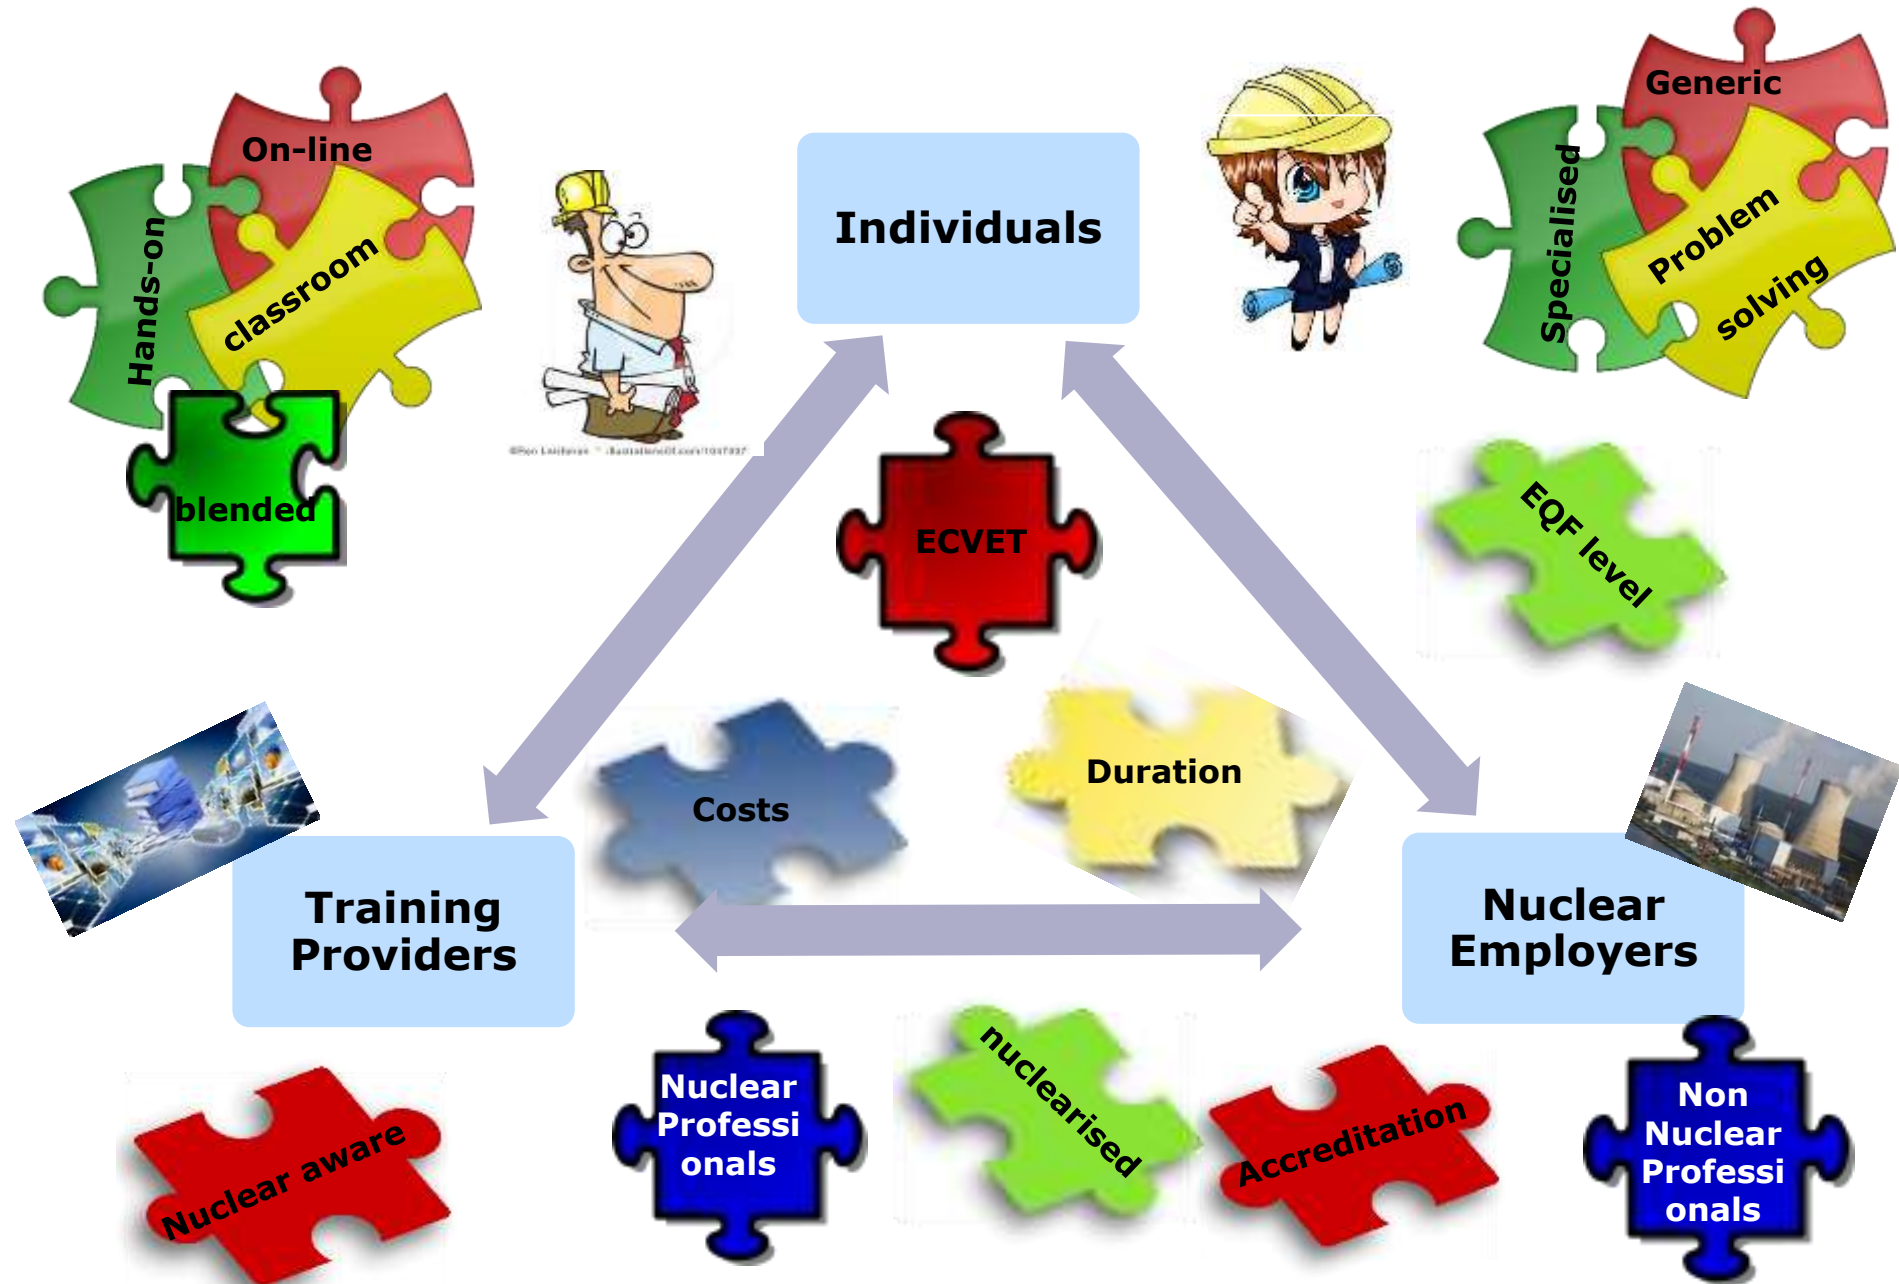 Generic
On-line
Hands-on
classroom
blended
Individuals
Specialised
Problem
solving
ECVET
EQF level
Costs
Duration
Training
Providers
Nuclear
Employers
Nuclear aware
Nuclear
Professi
onals
nuclearised
Accreditation
Non
Nuclear
Professi
onals